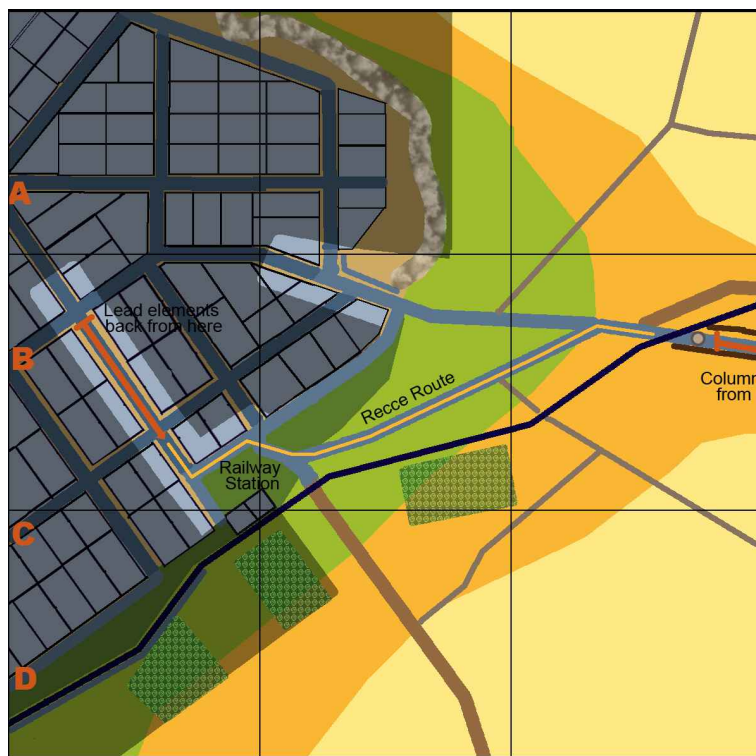 A
Lead elements
back from here
B
Column
from
Recce Route
Railway
Station
C
D